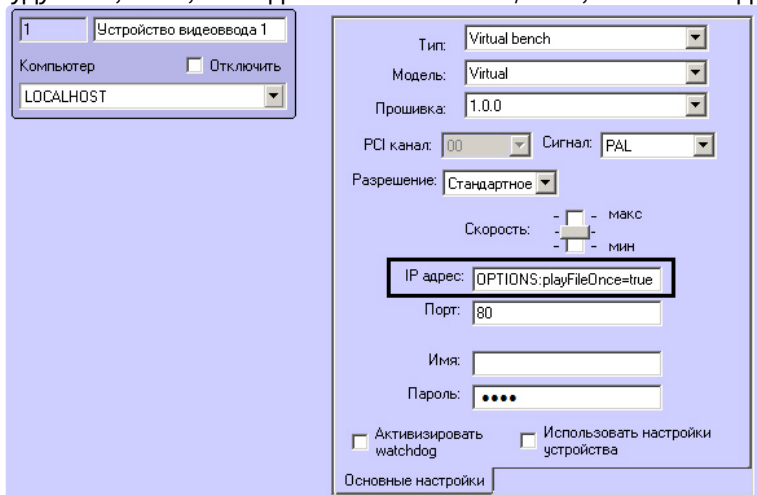 1 Устройство видеоввода 1
Компьютер Отключить
LOCALHOST
Тип: Virtual bench
Модель: Virtual
Прошивка: 1.0.0
PCI канал: 00 Сигнал: PAL
Разрешение: Стандартное
макс
Скорость:
мин
IP адрес: OPTIONS:playFileOnce=true
Порт: 80
Имя:
Пароль: ••••
Активизировать watchdog
Использовать настройки устройства
Основные настройки